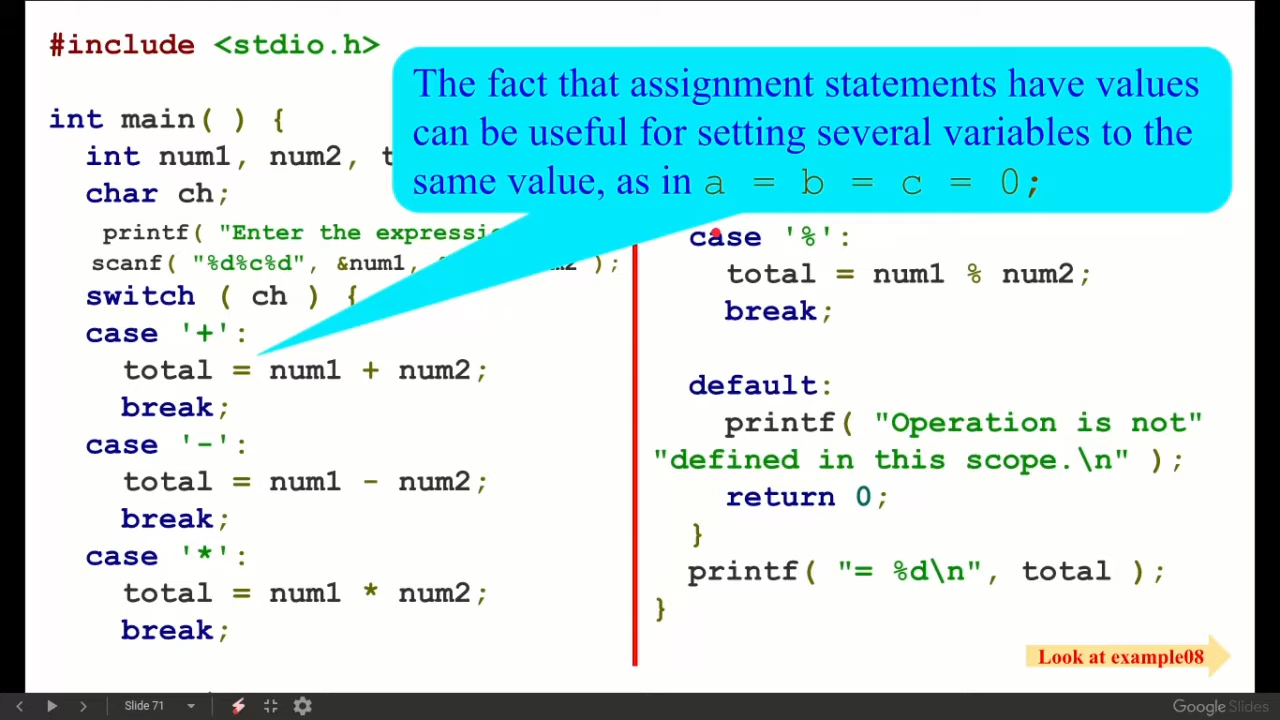 #include <stdio.h>
int main( ) {
int num1, num2, t
char ch;
printf( "Enter the expressi
scanf( "%d%c%d", &num1, );
switch ( ch ) {
case '+':
total = num1 + num2;
break;
case '-':
total = num1 - num2;
break;
case '*':
total = num1 * num2;
break;
The fact that assignment statements have values
can be useful for setting several variables to the
same value, as in a = b = c = 0;
case '%':
total = num1 % num2;
break;
default:
printf( "Operation is not"
"defined in this scope.\n" );
return 0;
}
printf( "= %d\n", total );
}
Look at example08
Slide 71
Google Slides